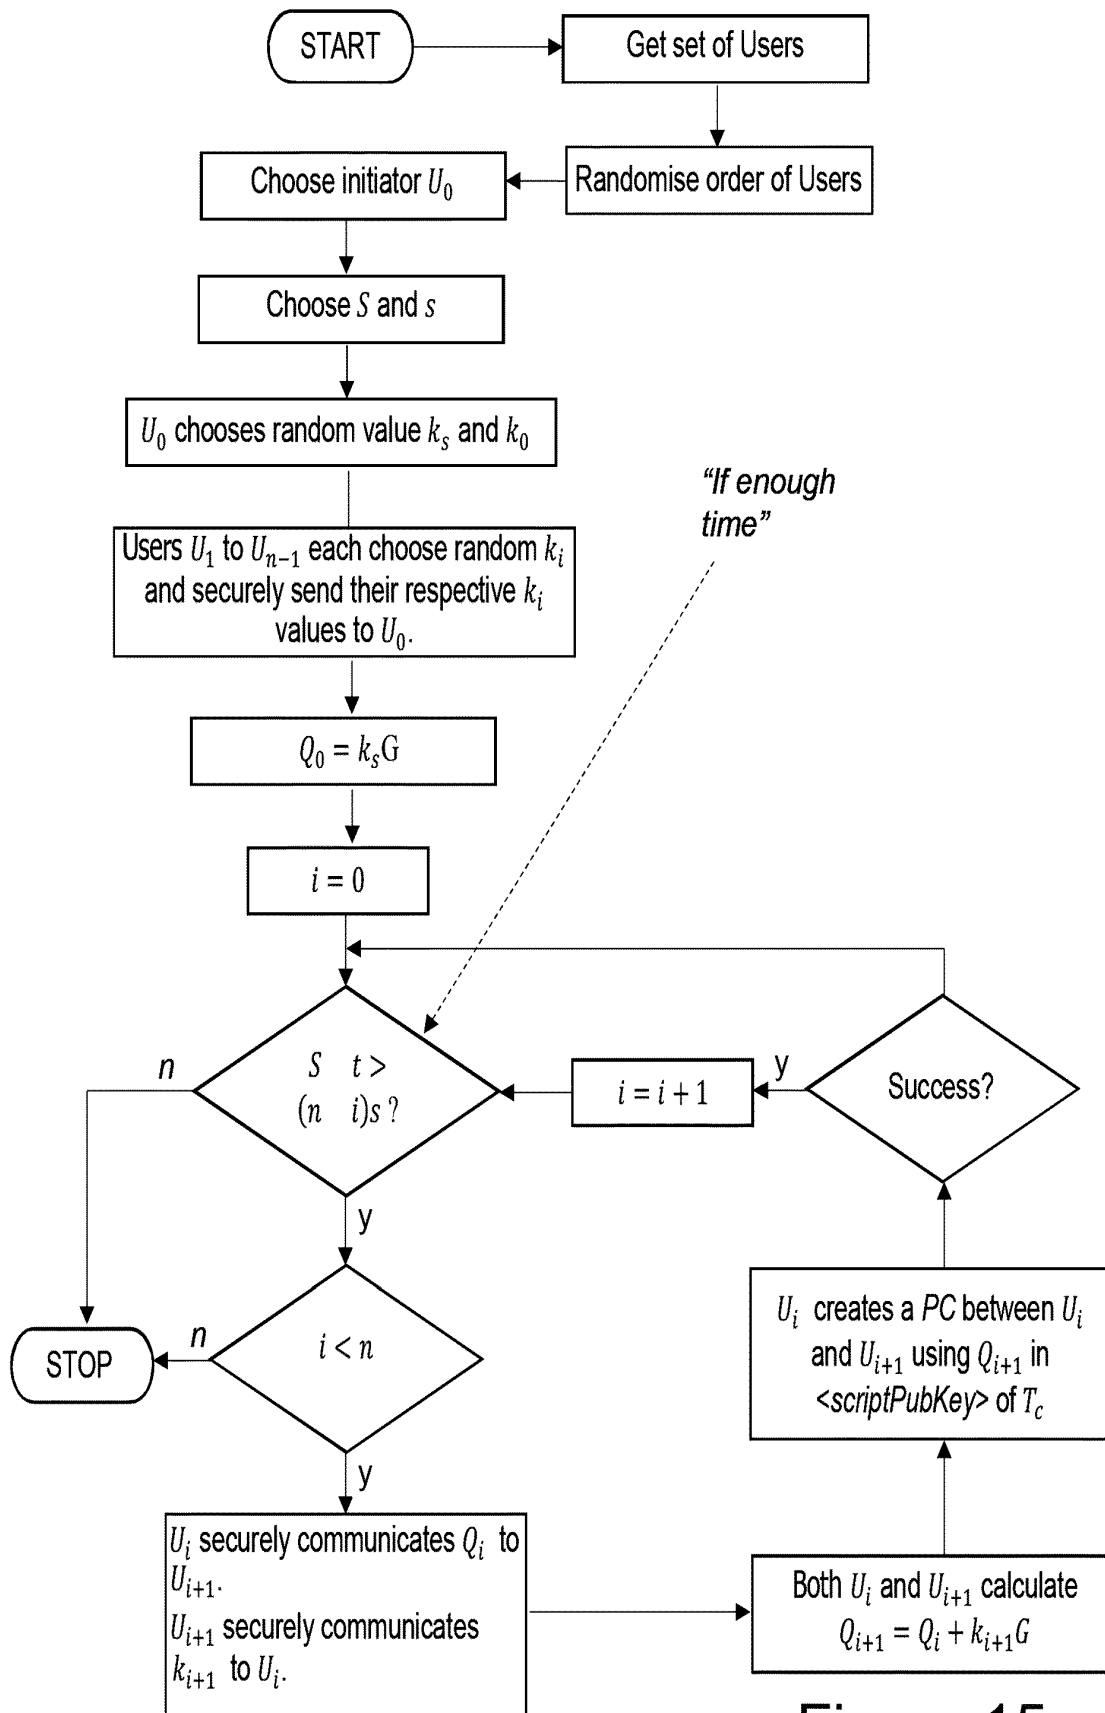 START
Get set of Users
Randomise order of Users
Choose initiator U₀
Choose S and s
U₀ chooses random value kₛ and k₀
"If enough
time"
Users U₁ to Uₙ₋₁ each choose random kᵢ
and securely send their respective kᵢ
values to U₀.
Q₀ = kₛG
i = 0
n
S t >
(n i)s ?
i = i + 1
y
Success?
y
STOP
n
i < n
y
Uᵢ creates a PC between Uᵢ
and Uᵢ₊₁ using Qᵢ₊₁ in
<scriptPubKey> of T꜀
Uᵢ securely communicates Qᵢ to
Uᵢ₊₁.
Uᵢ₊₁ securely communicates
kᵢ₊₁ to Uᵢ.
Both Uᵢ and Uᵢ₊₁ calculate
Qᵢ₊₁ = Qᵢ + kᵢ₊₁G